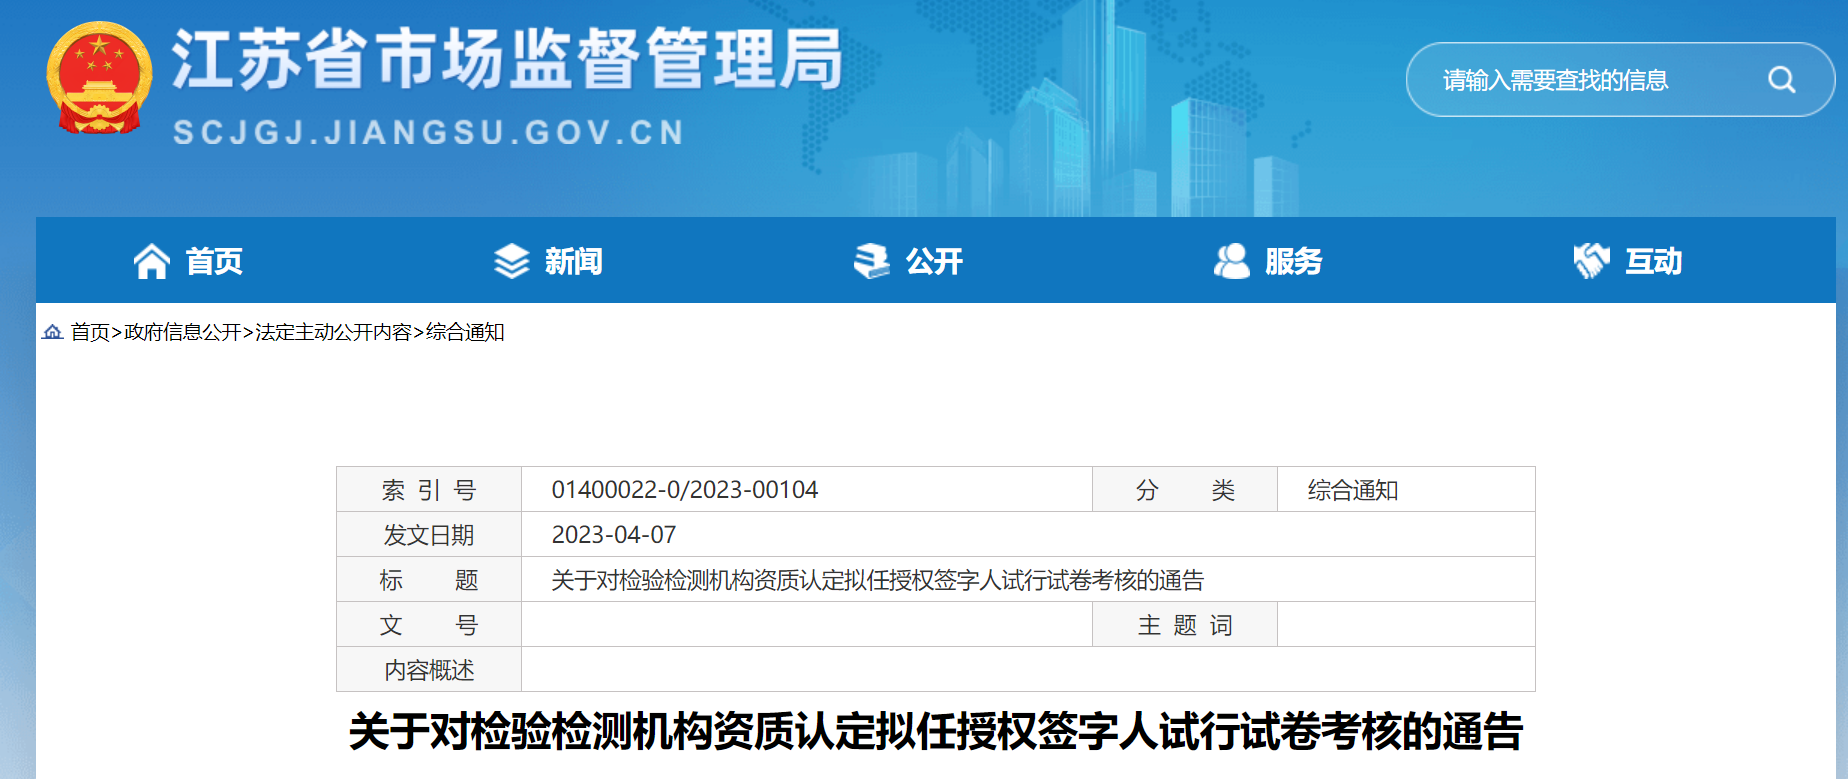 江苏省市场监督管理局
SCJGJ.JIANGSU.GOV.CN
请输入需要查找的信息
首页 新闻 公开 服务 互动
首页>政府信息公开>法定主动公开内容>综合通知
索引号 01400022-0/2023-00104 分类 综合通知
发文日期 2023-04-07
标题 关于对检验检测机构资质认定拟任授权签字人试行试卷考核的通告
文号 主题词
内容概述
关于对检验检测机构资质认定拟任授权签字人试行试卷考核的通告